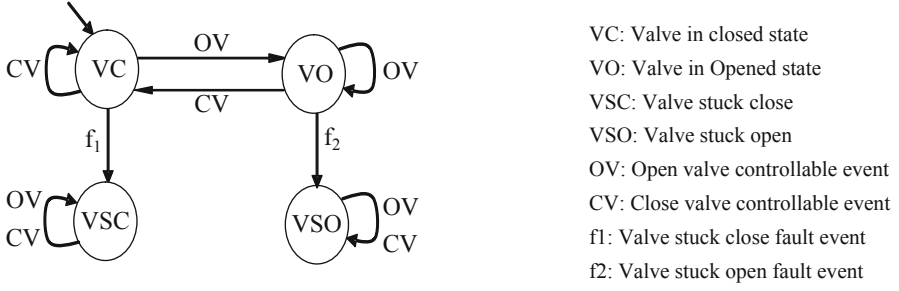 OV
CV
VC
VO
OV
CV
f1
f2
OV
CV
VSC
VSO
OV
CV
VC: Valve in closed state
VO: Valve in Opened state
VSC: Valve stuck close
VSO: Valve stuck open
OV: Open valve controllable event
CV: Close valve controllable event
f1: Valve stuck close fault event
f2: Valve stuck open fault event